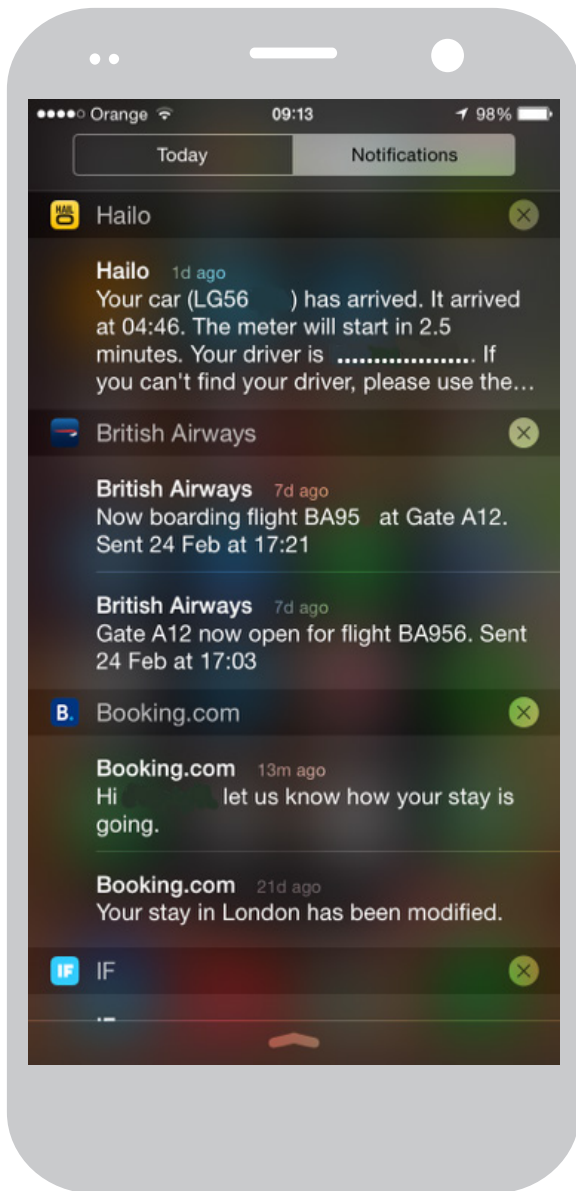 Orange 09:13 98%
Today Notifications
HAIL O Hailo
Hailo 1d ago
Your car (LG56 ) has arrived. It arrived
at 04:46. The meter will start in 2.5
minutes. Your driver is ................... If
you can't find your driver, please use the…
British Airways
British Airways 7d ago
Now boarding flight BA95 at Gate A12.
Sent 24 Feb at 17:21
British Airways 7d ago
Gate A12 now open for flight BA956. Sent
24 Feb at 17:03
B. Booking.com
Booking.com 13m ago
Hi let us know how your stay is
going.
Booking.com 21d ago
Your stay in London has been modified.
IF IF